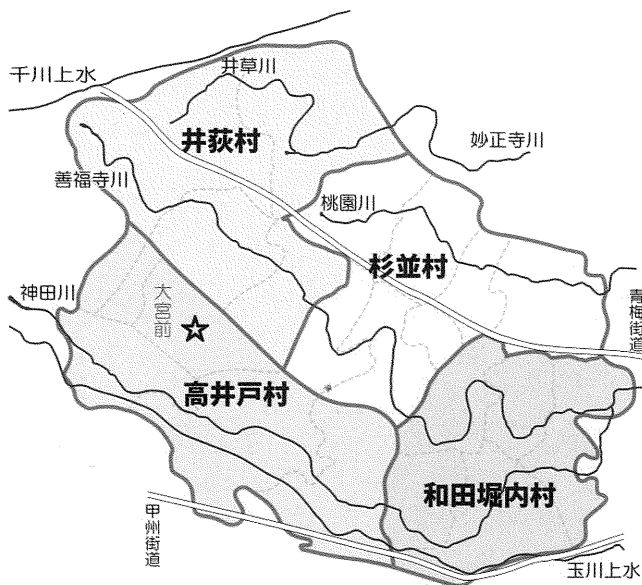 千川上水
井草川
井荻村
妙正寺川
善福寺川
桃園川
杉並村
神田川
大宮前
☆
青梅街道
高井戸村
和田堀内村
甲州街道
玉川上水